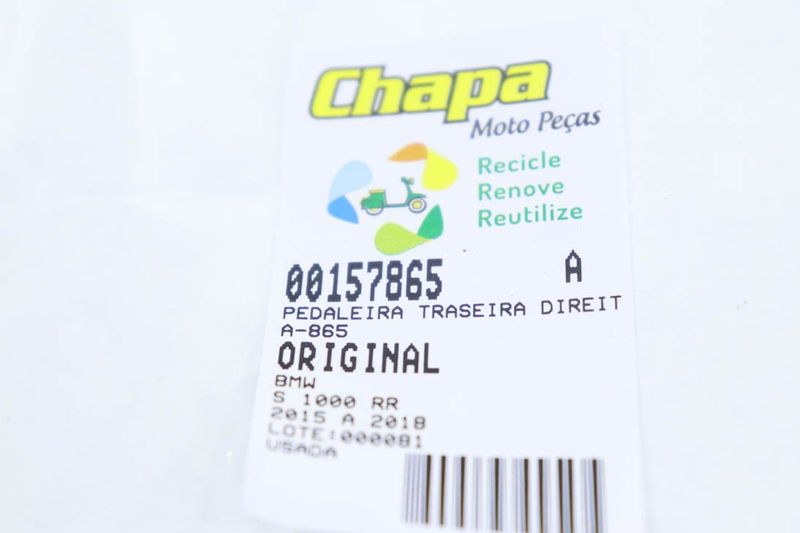 Chapa
Moto Peças
Recicle
Renove
Reutilize
00157865 A
PEDALEIRA TRASEIRA DIREIT
A-865
ORIGINAL
BMW
S 1000 RR
2015 A 2018
LOTE:000081
USADA